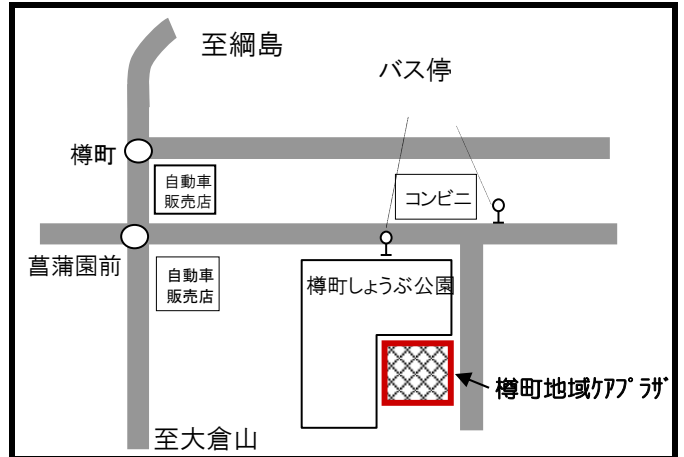 至綱島
バス停
樽町
自動車
販売店
コンビニ
菖蒲園前
自動車
販売店
樽町しょうぶ公園
樽町地域ケアプラザ
至大倉山